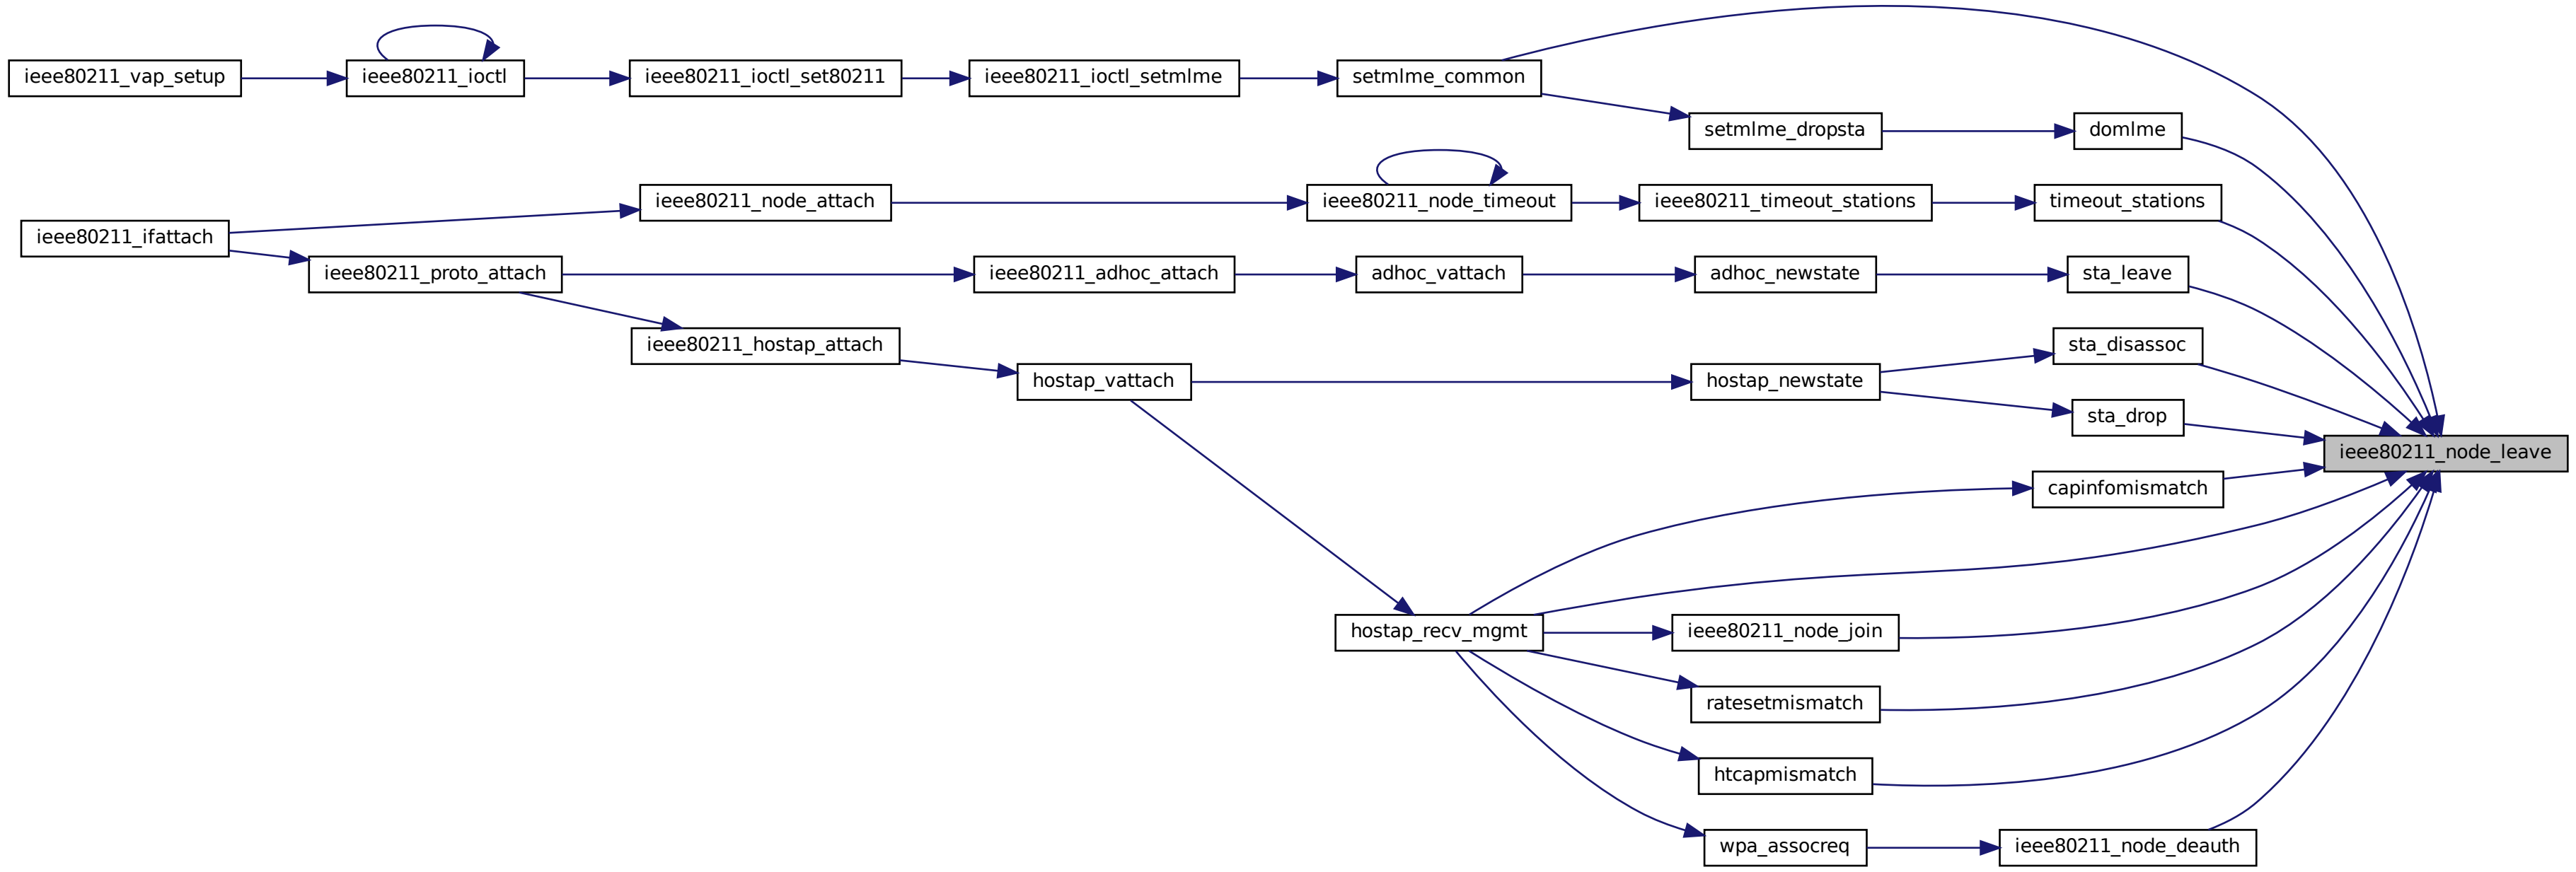 ieee80211_vap_setup
ieee80211_ioctl
ieee80211_ioctl_set80211
ieee80211_ioctl_setmlme
setmlme_common
setmlme_dropsta
domlme
ieee80211_node_attach
ieee80211_node_timeout
ieee80211_timeout_stations
timeout_stations
ieee80211_ifattach
ieee80211_proto_attach
ieee80211_adhoc_attach
adhoc_vattach
adhoc_newstate
sta_leave
ieee80211_hostap_attach
sta_disassoc
hostap_vattach
hostap_newstate
sta_drop
ieee80211_node_leave
capinfomismatch
hostap_recv_mgmt
ieee80211_node_join
ratesetmismatch
htcapmismatch
wpa_assocreq
ieee80211_node_deauth